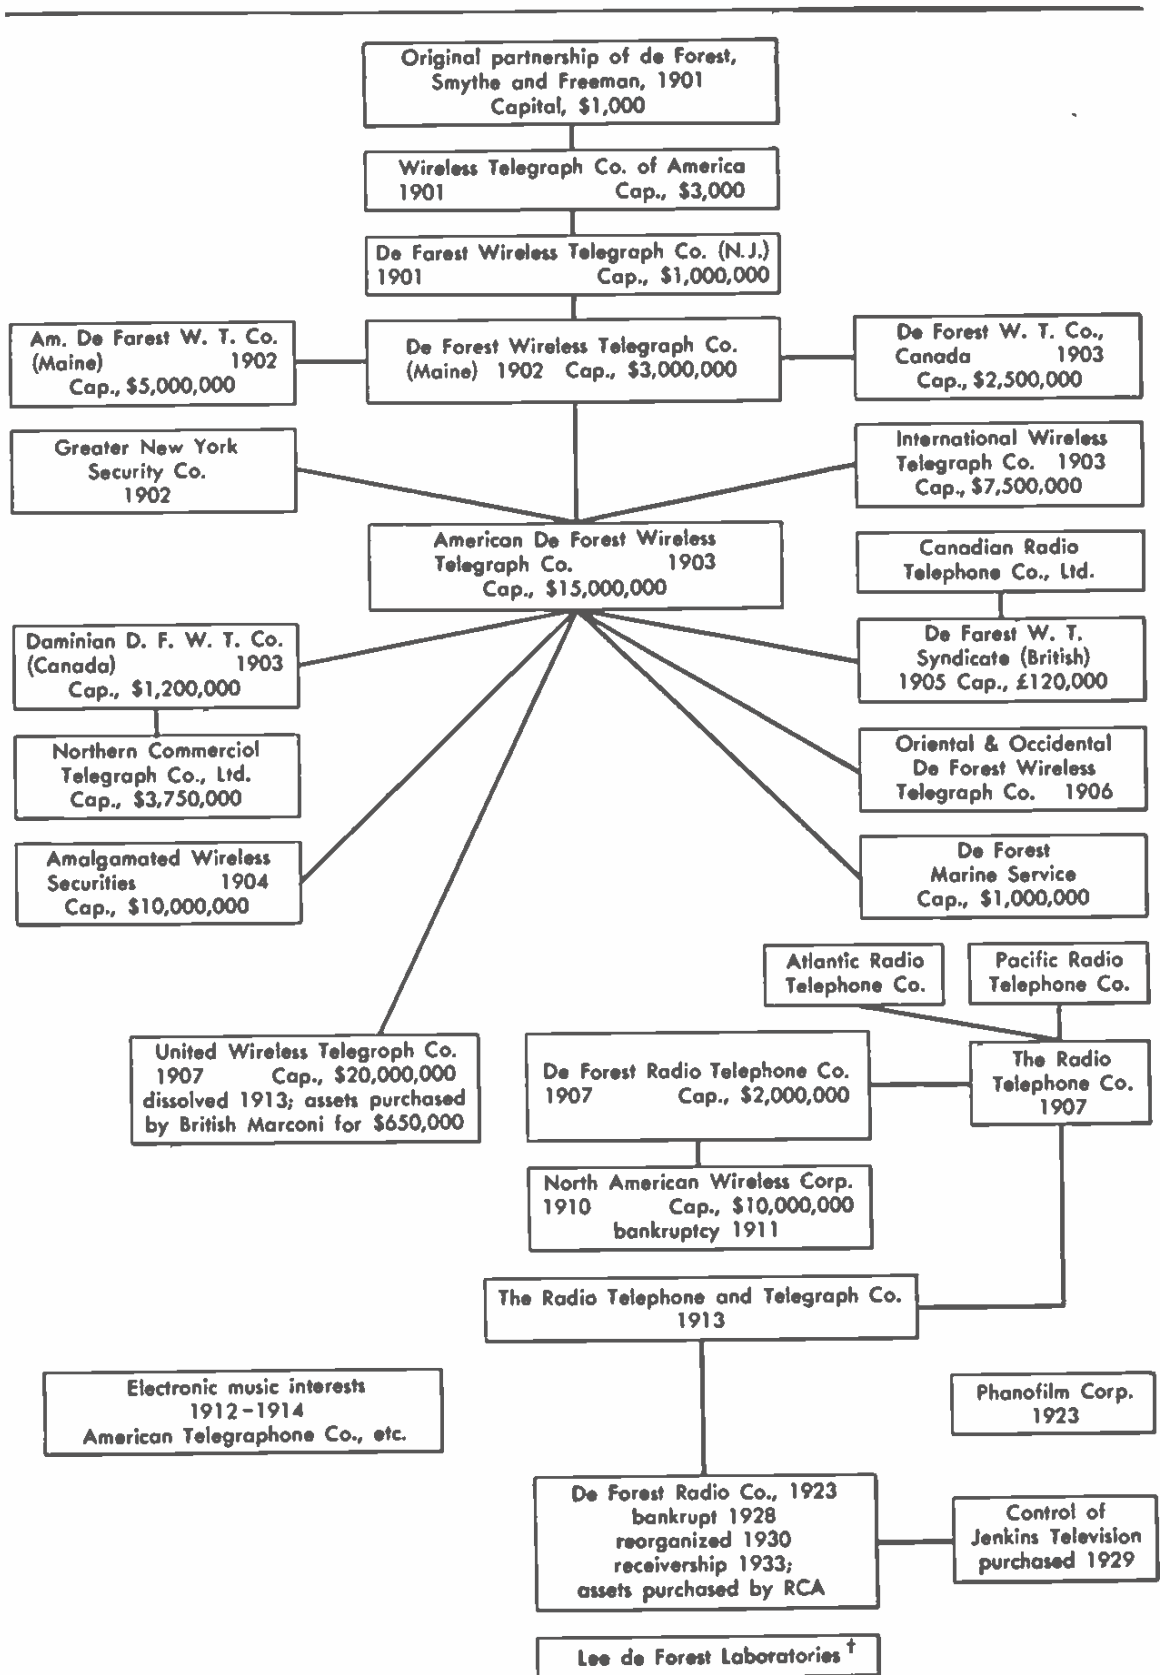 Original partnership of de Forest,
Smythe and Freeman, 1901
Capital, $1,000
Wireless Telegraph Co. of America
1901 Cap., $3,000
De Farest Wireless Telegraph Co. (N.J.)
1901 Cap., $1,000,000
Am. De Farest W. T. Co.
(Maine) 1902
Cap., $5,000,000
De Forest Wireless Telegraph Co.
(Maine) 1902 Cap., $3,000,000
De Forest W. T. Co.,
Canada 1903
Cap., $2,500,000
Greater New York
Security Co.
1902
International Wireless
Telegraph Co. 1903
Cap., $7,500,000
American De Forest Wireless
Telegraph Co. 1903
Cap., $15,000,000
Canadian Radio
Telephone Co., Ltd.
Daminian D. F. W. T. Co.
(Canada) 1903
Cap., $1,200,000
De Farest W. T.
Syndicate (British)
1905 Cap., £120,000
Northern Commerciol
Telegraph Co., Ltd.
Cap., $3,750,000
Oriental & Occidental
De Forest Wireless
Telegraph Co. 1906
Amalgamated Wireless
Securities 1904
Cap., $10,000,000
De Forest
Marine Service
Cap., $1,000,000
Atlantic Radio
Telephone Co.
Pacific Radio
Telephone Co.
United Wireless Telegroph Co.
1907 Cap., $20,000,000
dissolved 1913; assets purchased
by British Marconi for $650,000
De Forest Radio Telephone Co.
1907 Cap., $2,000,000
The Radio
Telephone Co.
1907
North American Wireless Corp.
1910 Cap., $10,000,000
bankruptcy 1911
The Radio Telephone and Telegraph Co.
1913
Electronic music interests
1912-1914
American Telegraphone Co., etc.
Phanofilm Corp.
1923
De Forest Radio Co., 1923
bankrupt 1928
reorganized 1930
receivership 1933;
assets purchased by RCA
Control of
Jenkins Television
purchased 1929
Lee de Forest Laboratories †